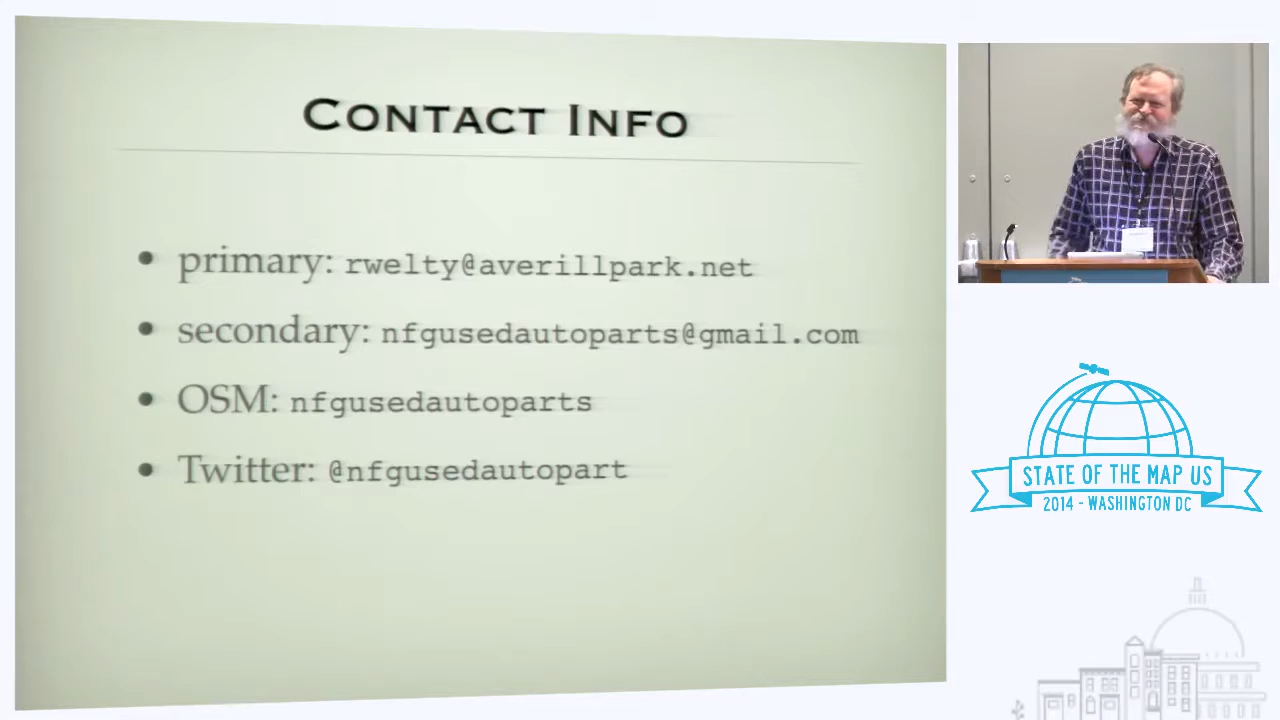 Contact Info
• primary: rwelty@averillpark.net
• secondary: nfgusedautoparts@gmail.com
• OSM: nfgusedautoparts
• Twitter: @nfgusedautopart
STATE OF THE MAP US
2014 - WASHINGTON DC